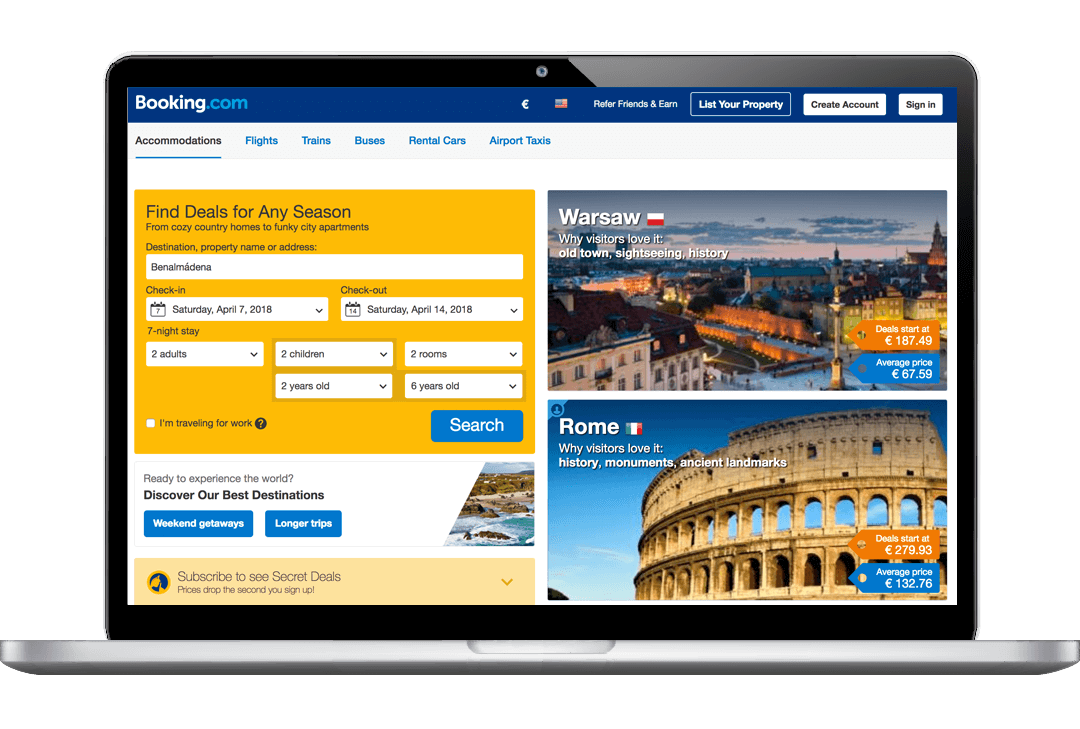 Booking.com
€
Refer Friends & Earn
List Your Property
Create Account
Sign in
Accommodations
Flights
Trains
Buses
Rental Cars
Airport Taxis
Find Deals for Any Season
From cozy country homes to funky city apartments
Destination, property name or address:
Benalmádena
Check-in
Check-out
7
Saturday, April 7, 2018
14
Saturday, April 14, 2018
7-night stay
2 adults
2 children
2 rooms
2 years old
6 years old
I'm traveling for work ?
Search
Ready to experience the world?
Discover Our Best Destinations
Weekend getaways
Longer trips
Subscribe to see Secret Deals
Prices drop the second you sign up!
Warsaw
Why visitors love it:
old town, sightseeing, history
Deals start at
€ 187.49
Average price
€ 67.59
Rome
Why visitors love it:
history, monuments, ancient landmarks
Deals start at
€ 279.93
Average price
€ 132.76